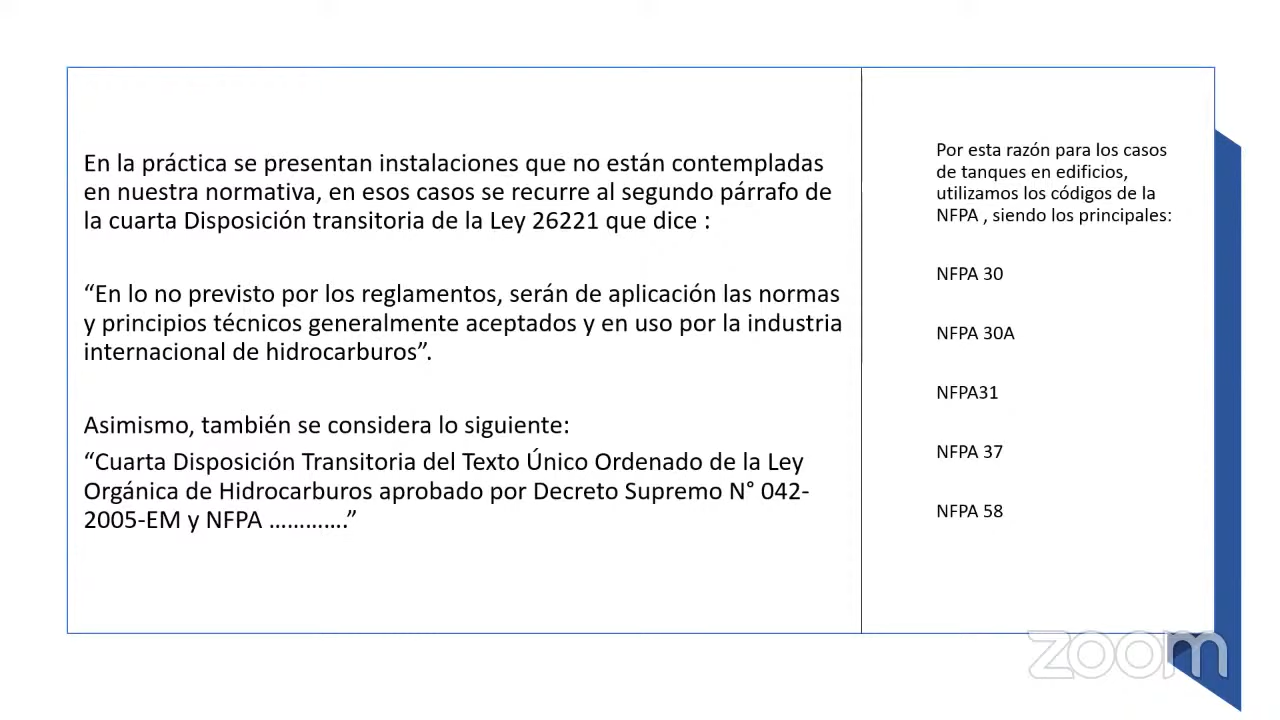 En la práctica se presentan instalaciones que no están contempladas
en nuestra normativa, en esos casos se recurre al segundo párrafo de
la cuarta Disposición transitoria de la Ley 26221 que dice :
“En lo no previsto por los reglamentos, serán de aplicación las normas
y principios técnicos generalmente aceptados y en uso por la industria
internacional de hidrocarburos”.
Asimismo, también se considera lo siguiente:
“Cuarta Disposición Transitoria del Texto Único Ordenado de la Ley
Orgánica de Hidrocarburos aprobado por Decreto Supremo N° 042-
2005-EM y NFPA ………….”
Por esta razón para los casos
de tanques en edificios,
utilizamos los códigos de la
NFPA , siendo los principales:
NFPA 30
NFPA 30A
NFPA31
NFPA 37
NFPA 58
zoom